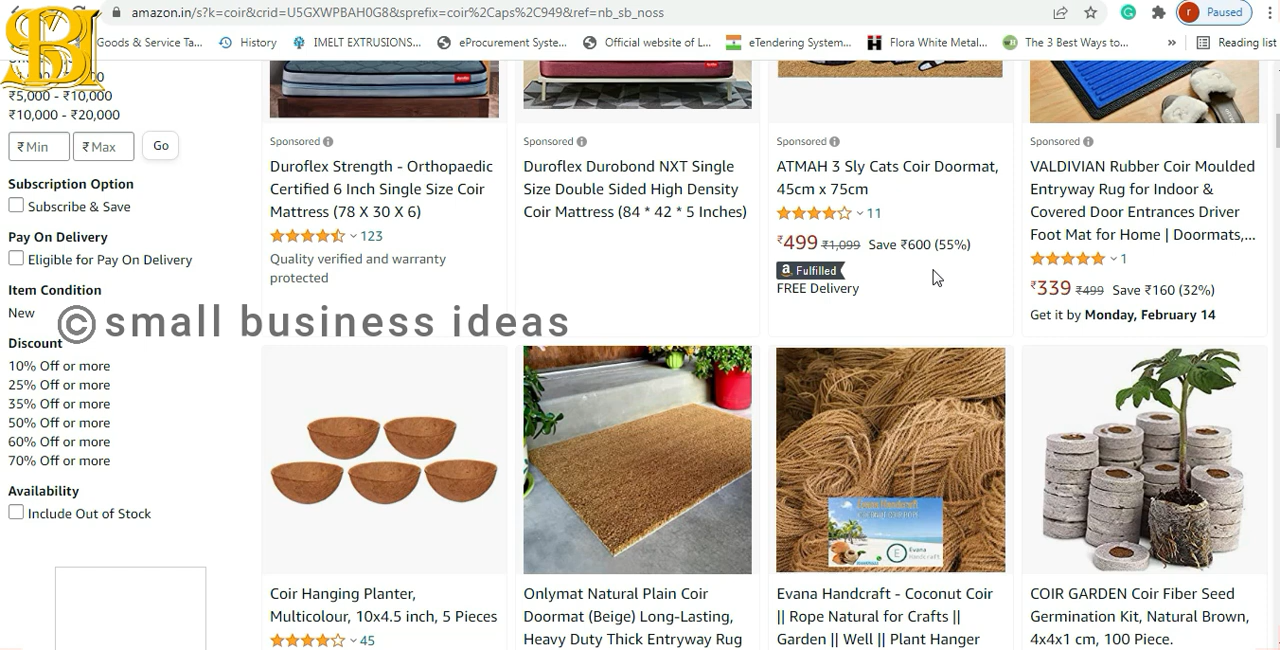 amazon.in/s?k=coir&crid=U5GXWPBAH0G8&sprefix=coir%2Caps%2C949&ref=nb_sb_noss
r Paused
Goods & Service Ta...
History
IMELT EXTRUSIONS...
eProcurement Syste...
Official website of L...
eTendering System...
Flora White Metal...
The 3 Best Ways to...
»
Reading list
₹5,000 - ₹10,000
₹10,000 - ₹20,000
₹ Min
₹ Max
Go
Subscription Option
Subscribe & Save
Pay On Delivery
Eligible for Pay On Delivery
Item Condition
New
Discount
10% Off or more
25% Off or more
35% Off or more
50% Off or more
60% Off or more
70% Off or more
Availability
Include Out of Stock
© small business ideas
Sponsored
Duroflex Strength - Orthopaedic
Certified 6 Inch Single Size Coir
Mattress (78 X 30 X 6)
123
Quality verified and warranty
protected
Sponsored
Duroflex Durobond NXT Single
Size Double Sided High Density
Coir Mattress (84 * 42 * 5 Inches)
Sponsored
ATMAH 3 Sly Cats Coir Doormat,
45cm x 75cm
11
₹499 ₹1,099 Save ₹600 (55%)
a Fulfilled
FREE Delivery
Sponsored
VALDIVIAN Rubber Coir Moulded
Entryway Rug for Indoor &
Covered Door Entrances Driver
Foot Mat for Home | Doormats,...
1
₹339 ₹499 Save ₹160 (32%)
Get it by Monday, February 14
Coir Hanging Planter,
Multicolour, 10x4.5 inch, 5 Pieces
45
Onlymat Natural Plain Coir
Doormat (Beige) Long-Lasting,
Heavy Duty Thick Entryway Rug
Evana Handcraft - Coconut Coir
|| Rope Natural for Crafts ||
Garden || Well || Plant Hanger
COIR GARDEN Coir Fiber Seed
Germination Kit, Natural Brown,
4x4x1 cm, 100 Piece.